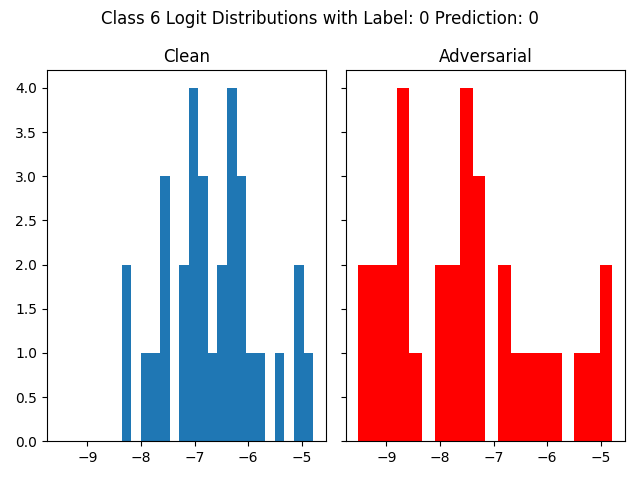 Class 6 Logit Distributions with Label: 0 Prediction: 0
Clean
Adversarial
4.0
3.5
3.0
2.5
2.0
1.5
1.0
0.5
0.0
−9 −8 −7 −6 −5
−9 −8 −7 −6 −5